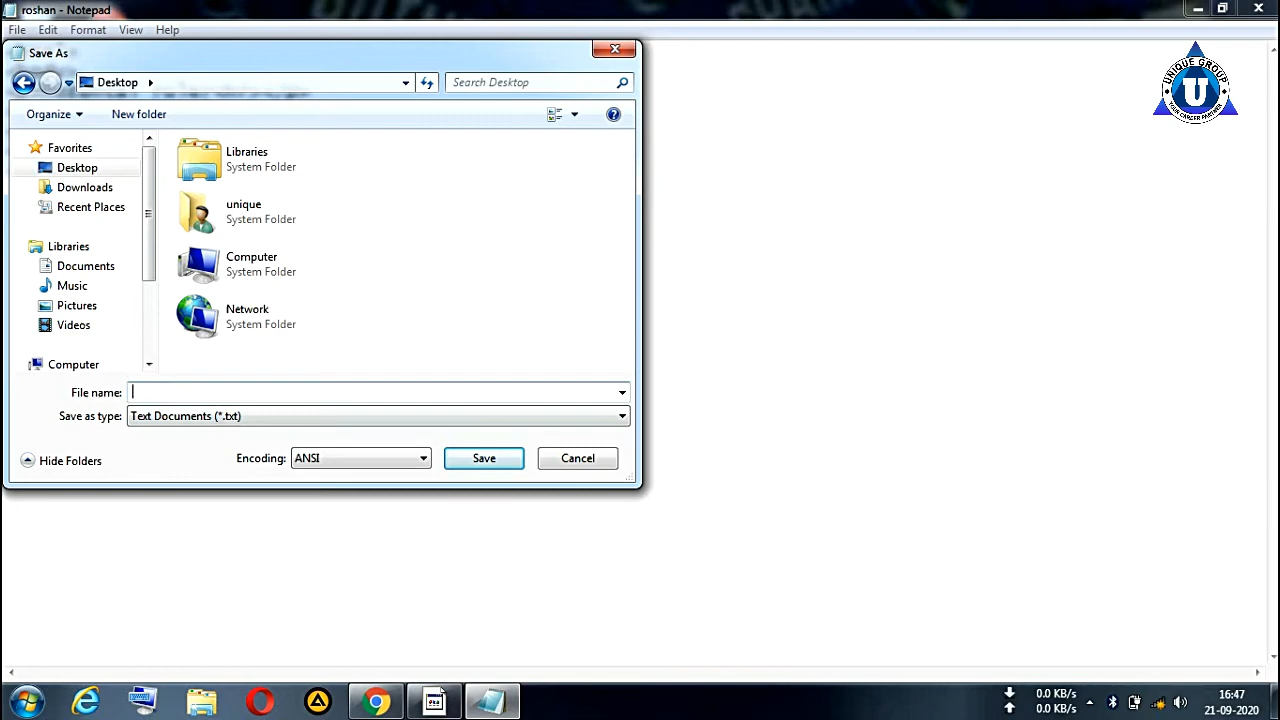 roshan - Notepad
File Edit Format View Help
Save As
Desktop
Search Desktop
Organize
New folder
Favorites
Desktop
Downloads
Recent Places
Libraries
Documents
Music
Pictures
Videos
Computer
Libraries
System Folder
unique
System Folder
Computer
System Folder
Network
System Folder
File name:
Save as type: Text Documents (*.txt)
Hide Folders
Encoding: ANSI
Save
Cancel
UNIQUE GROUP
U
YOUR CAREER PARTNER
0.0 KB/s
0.0 KB/s
16:47
21-09-2020